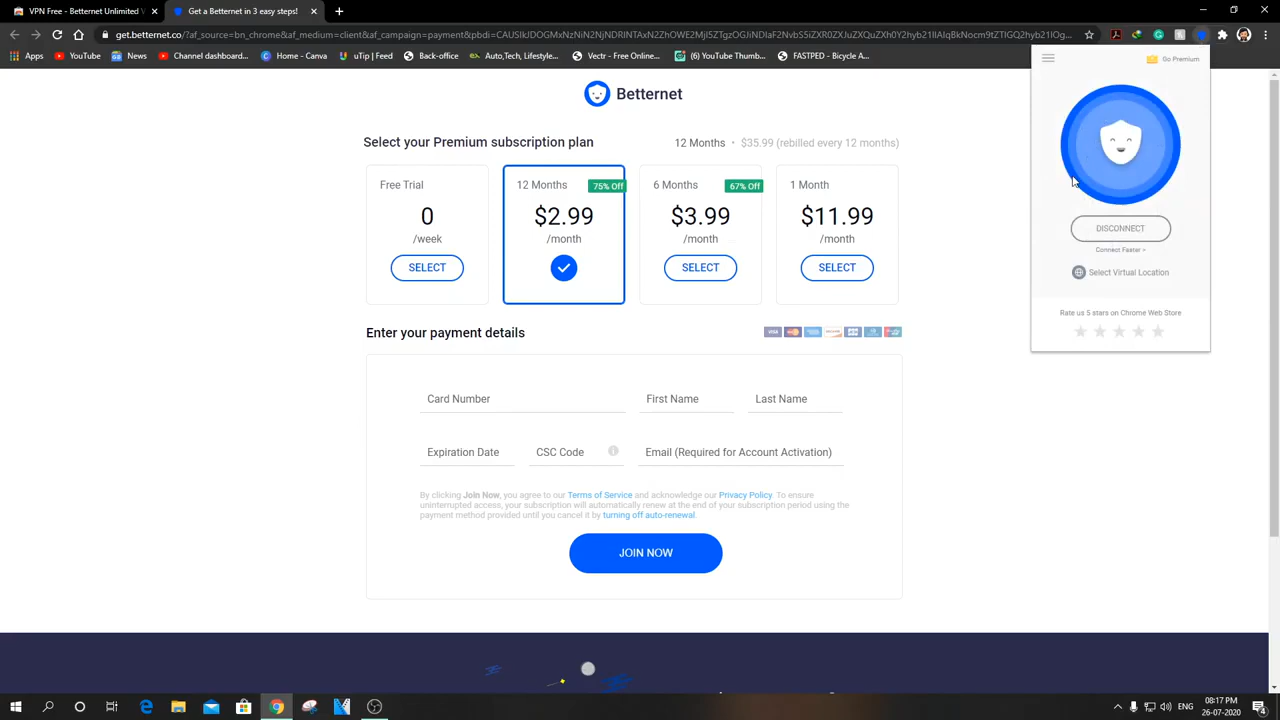 VPN Free - Betternet Unlimited V
Get a Betternet in 3 easy steps!
get.betternet.co/?af_source=bn_chrome&af_medium=client&af_campaign=payment&pbdi=
Apps
YouTube
News
Channel dashboard...
Home - Canva
uTip | Feed
Back-office
Auto,Tech, Lifestyle...
Vectr - Free Online...
(6) YouTube Thumb...
FASTPED - Bicycle A...
Go Premium
Betternet
Select your Premium subscription plan
12 Months • $35.99 (rebilled every 12 months)
Free Trial
0
/week
SELECT
12 Months
75% Off
$2.99
/month
6 Months
67% Off
$3.99
/month
SELECT
1 Month
$11.99
/month
SELECT
DISCONNECT
Connect Faster >
Select Virtual Location
Rate us 5 stars on Chrome Web Store
Enter your payment details
VISA
Card Number
First Name
Last Name
Expiration Date
CSC Code
Email (Required for Account Activation)
By clicking Join Now, you agree to our Terms of Service and acknowledge our Privacy Policy. To ensure
uninterrupted access, your subscription will automatically renew at the end of your subscription period using the
payment method provided until you cancel it by turning off auto-renewal.
JOIN NOW
ENG
08:17 PM
26-07-2020